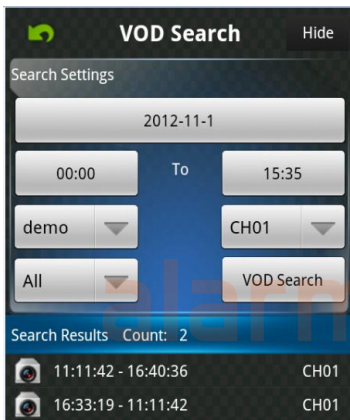 VOD Search Hide
Search Settings
2012-11-1
00:00 To 15:35
demo CH01
All VOD Search
alarm
Search Results Count: 2
11:11:42 - 16:40:36 CH01
16:33:19 - 11:11:42 CH01